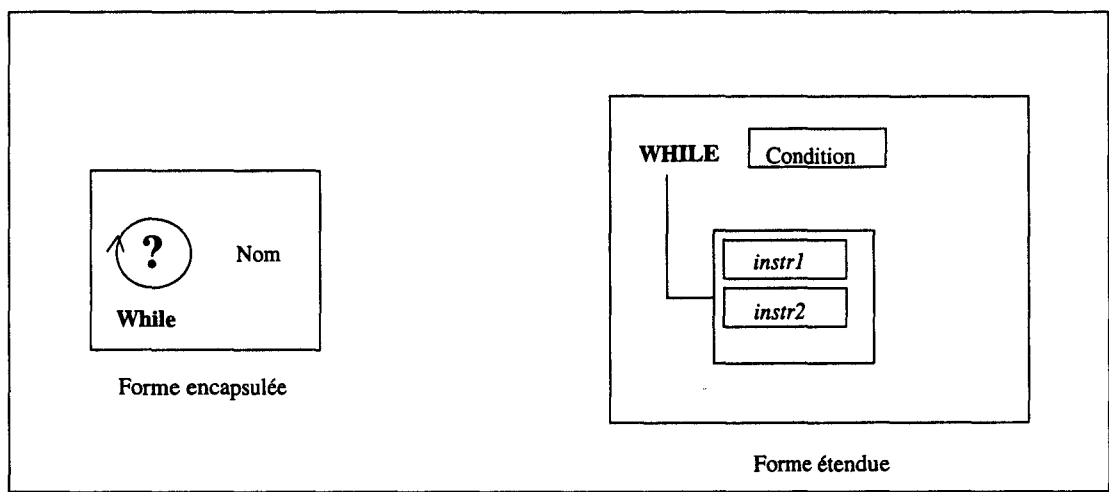 ?
Nom
While
Forme encapsulée
WHILE
Condition
instr1
instr2
Forme étendue